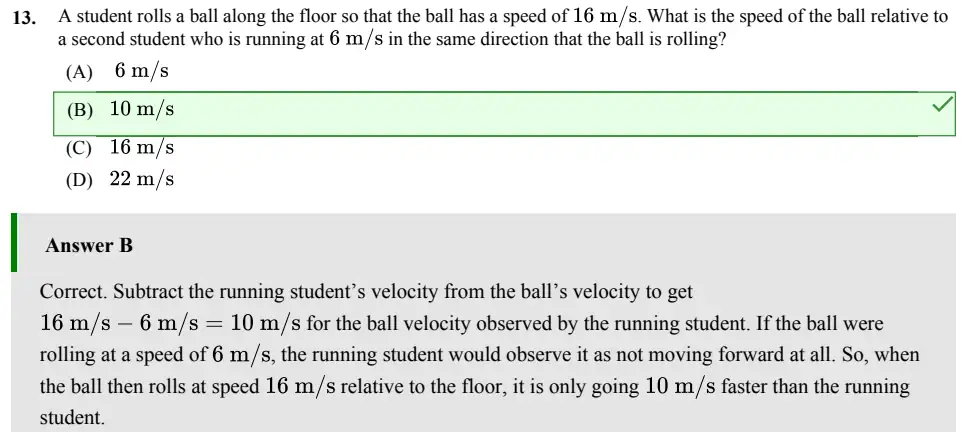 13. A student rolls a ball along the floor so that the ball has a speed of 16 m/s. What is the speed of the ball relative to
a second student who is running at 6 m/s in the same direction that the ball is rolling?
(A) 6 m/s
(B) 10 m/s
(C) 16 m/s
(D) 22 m/s
Answer B
Correct. Subtract the running student’s velocity from the ball’s velocity to get
16 m/s − 6 m/s = 10 m/s for the ball velocity observed by the running student. If the ball were
rolling at a speed of 6 m/s, the running student would observe it as not moving forward at all. So, when
the ball then rolls at speed 16 m/s relative to the floor, it is only going 10 m/s faster than the running
student.